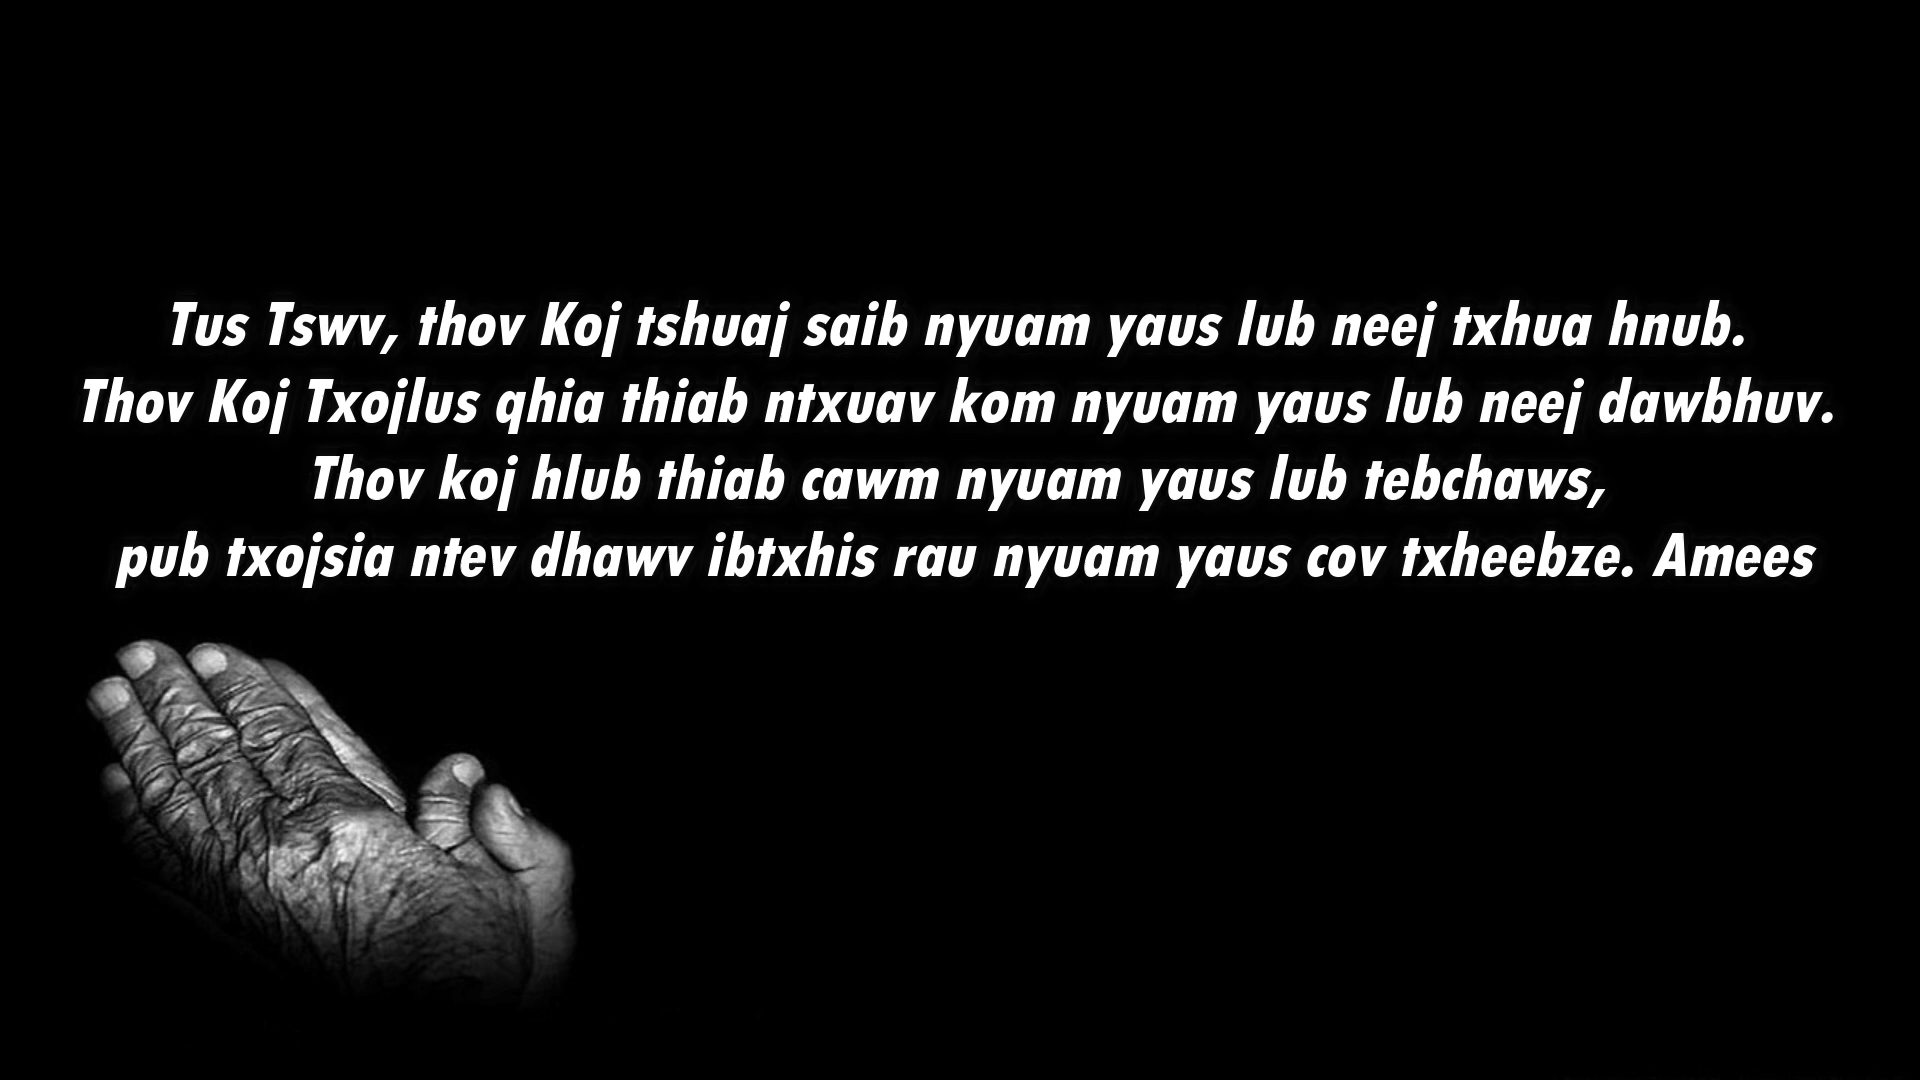 Tus Tswv, thov Koj tshuaj saib nyuam yaus lub neej txhua hnub.
Thov Koj Txojlus qhia thiab ntxuav kom nyuam yaus lub neej dawbhuv.
Thov koj hlub thiab cawm nyuam yaus lub tebchaws,
pub txojsia ntev dhawv ibtxhis rau nyuam yaus cov txheebze. Amees